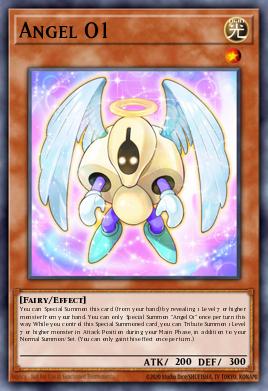 ANGEL O1
光
[FAIRY/EFFECT]
You can Special Summon this card (from your hand) by revealing 1 Level 7 or higher
monster from your hand. You can only Special Summon "Angel O1" once per turn this
way. While you control this Special Summoned card, you can Tribute Summon 1 Level
7 or higher monster in Attack Position during your Main Phase, in addition to your
Normal Summon/Set. (You can only gain this effect once per turn.)
ATK/ 200 DEF/ 300